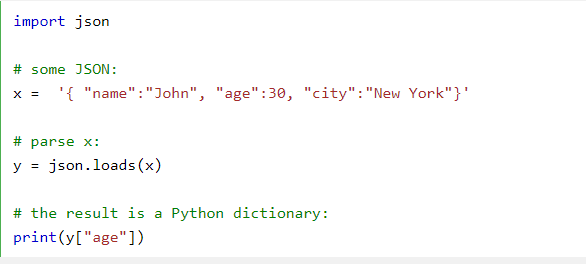 import json
# some JSON:
x =  '{ "name":"John", "age":30, "city":"New York"}'
# parse x:
y = json.loads(x)
# the result is a Python dictionary:
print(y["age"])